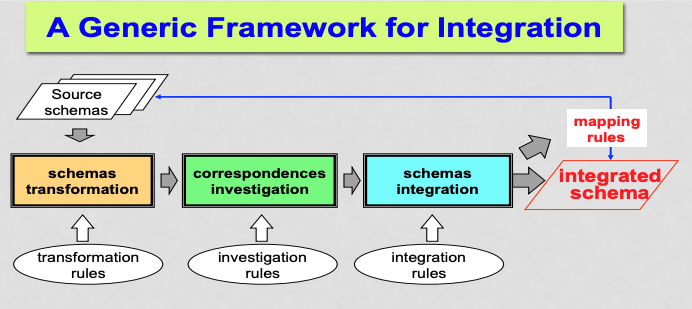 A Generic Framework for Integration
Source
schemas
mapping
rules
schemas
transformation
correspondences
investigation
schemas
integration
integrated
schema
transformation
rules
investigation
rules
integration
rules